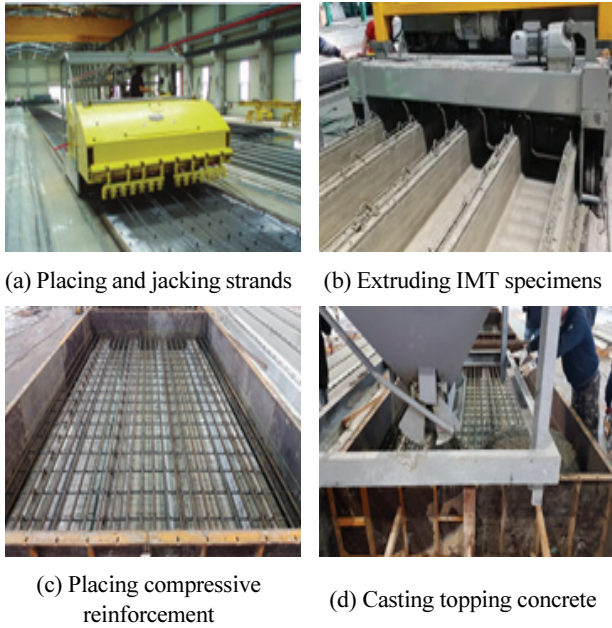 (a) Placing and jacking strands
(b) Extruding IMT specimens
(c) Placing compressive
reinforcement
(d) Casting topping concrete